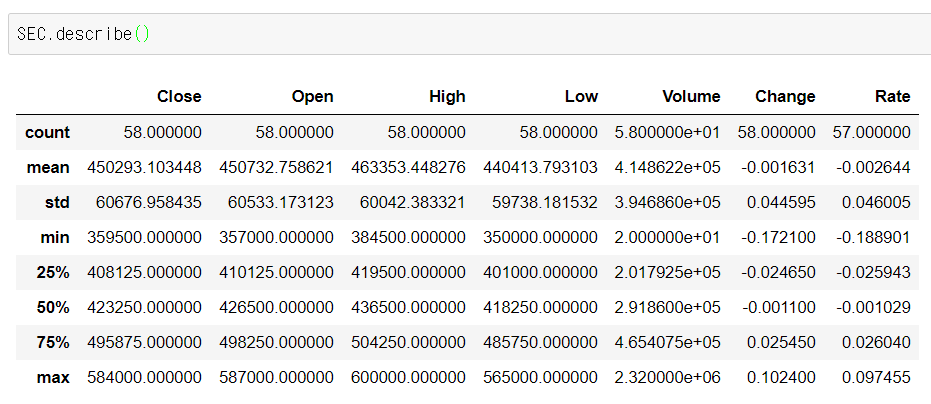 SEC.describe()
Close Open High Low Volume Change Rate
count 58.000000 58.000000 58.000000 58.000000 5.800000e+01 58.000000 57.000000
mean 450293.103448 450732.758621 463353.448276 440413.793103 4.148622e+05 -0.001631 -0.002644
std 60676.958435 60533.173123 60042.383321 59738.181532 3.946860e+05 0.044595 0.046005
min 359500.000000 357000.000000 384500.000000 350000.000000 2.000000e+01 -0.172100 -0.188901
25% 408125.000000 410125.000000 419500.000000 401000.000000 2.017925e+05 -0.024650 -0.025943
50% 423250.000000 426500.000000 436500.000000 418250.000000 2.918600e+05 -0.001100 -0.001029
75% 495875.000000 498250.000000 504250.000000 485750.000000 4.654075e+05 0.025450 0.026040
max 584000.000000 587000.000000 600000.000000 565000.000000 2.320000e+06 0.102400 0.097455